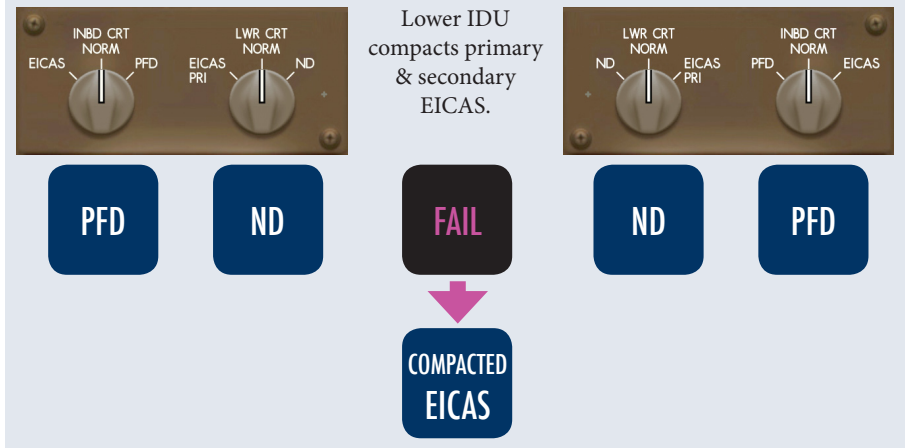 INBD CRT
NORM
EICAS
PFD
LWR CRT
NORM
EICAS
PRI
ND
Lower IDU
compacts primary
& secondary
EICAS.
LWR CRT
NORM
ND
EICAS
PRI
INBD CRT
NORM
PFD
EICAS
PFD
ND
FAIL
ND
PFD
COMPACTED
EICAS